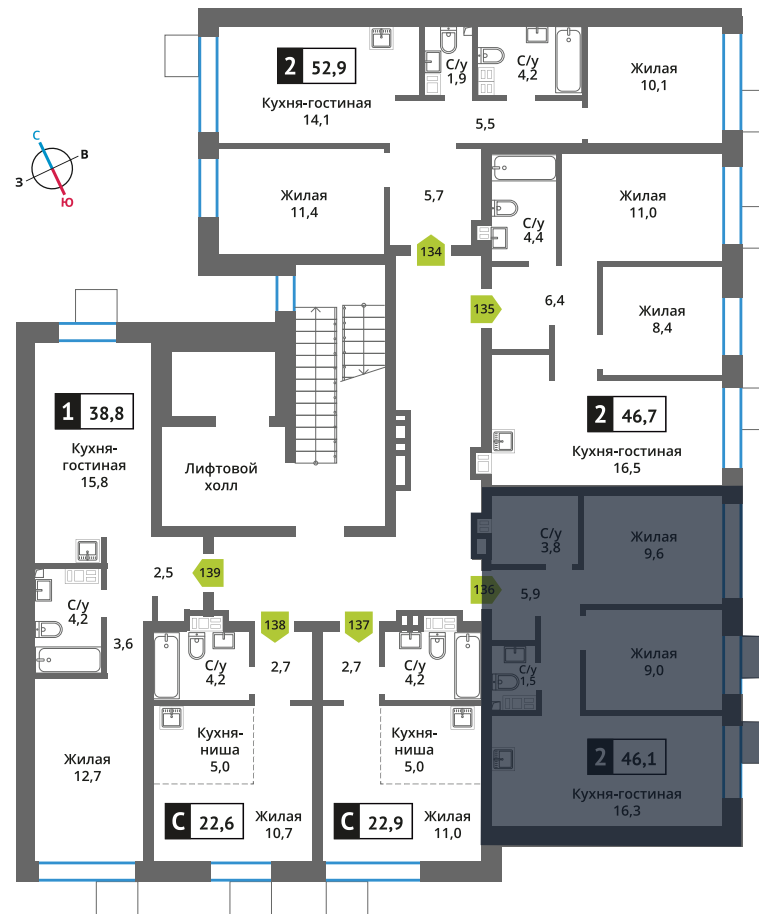 2 52,9
Кухня-гостиная
14,1
С/у
1,9
С/у
4,2
Жилая
10,1
5,5
С
В
З
Ю
Жилая
11,4
5,7
134
С/у
4,4
Жилая
11,0
135
6,4
Жилая
8,4
2 46,7
Кухня-гостиная
16,5
1 38,8
Кухня-
гостиная
15,8
Лифтовой
холл
2,5
139
С/у
4,2
3,6
Жилая
12,7
138
С/у
4,2
2,7
Кухня-
ниша
5,0
С 22,6
Жилая
10,7
137
2,7
С/у
4,2
Кухня-
ниша
5,0
С 22,9
Жилая
11,0
136
С/у
3,8
Жилая
9,6
5,9
Жилая
9,0
С/у
1,5
2 46,1
Кухня-гостиная
16,3